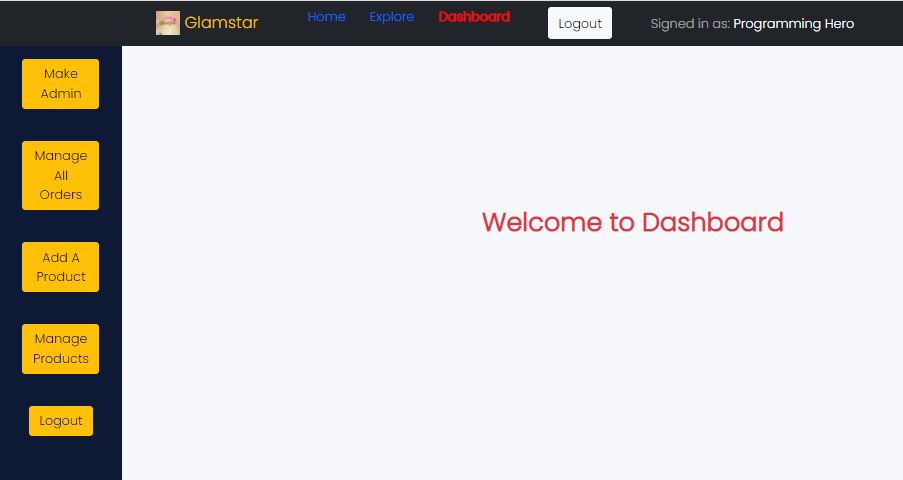 Glamstar
Home Explore Dashboard Logout Signed in as: Programming Hero
Make
Admin
Manage
All
Orders
Add A
Product
Manage
Products
Logout
Welcome to Dashboard